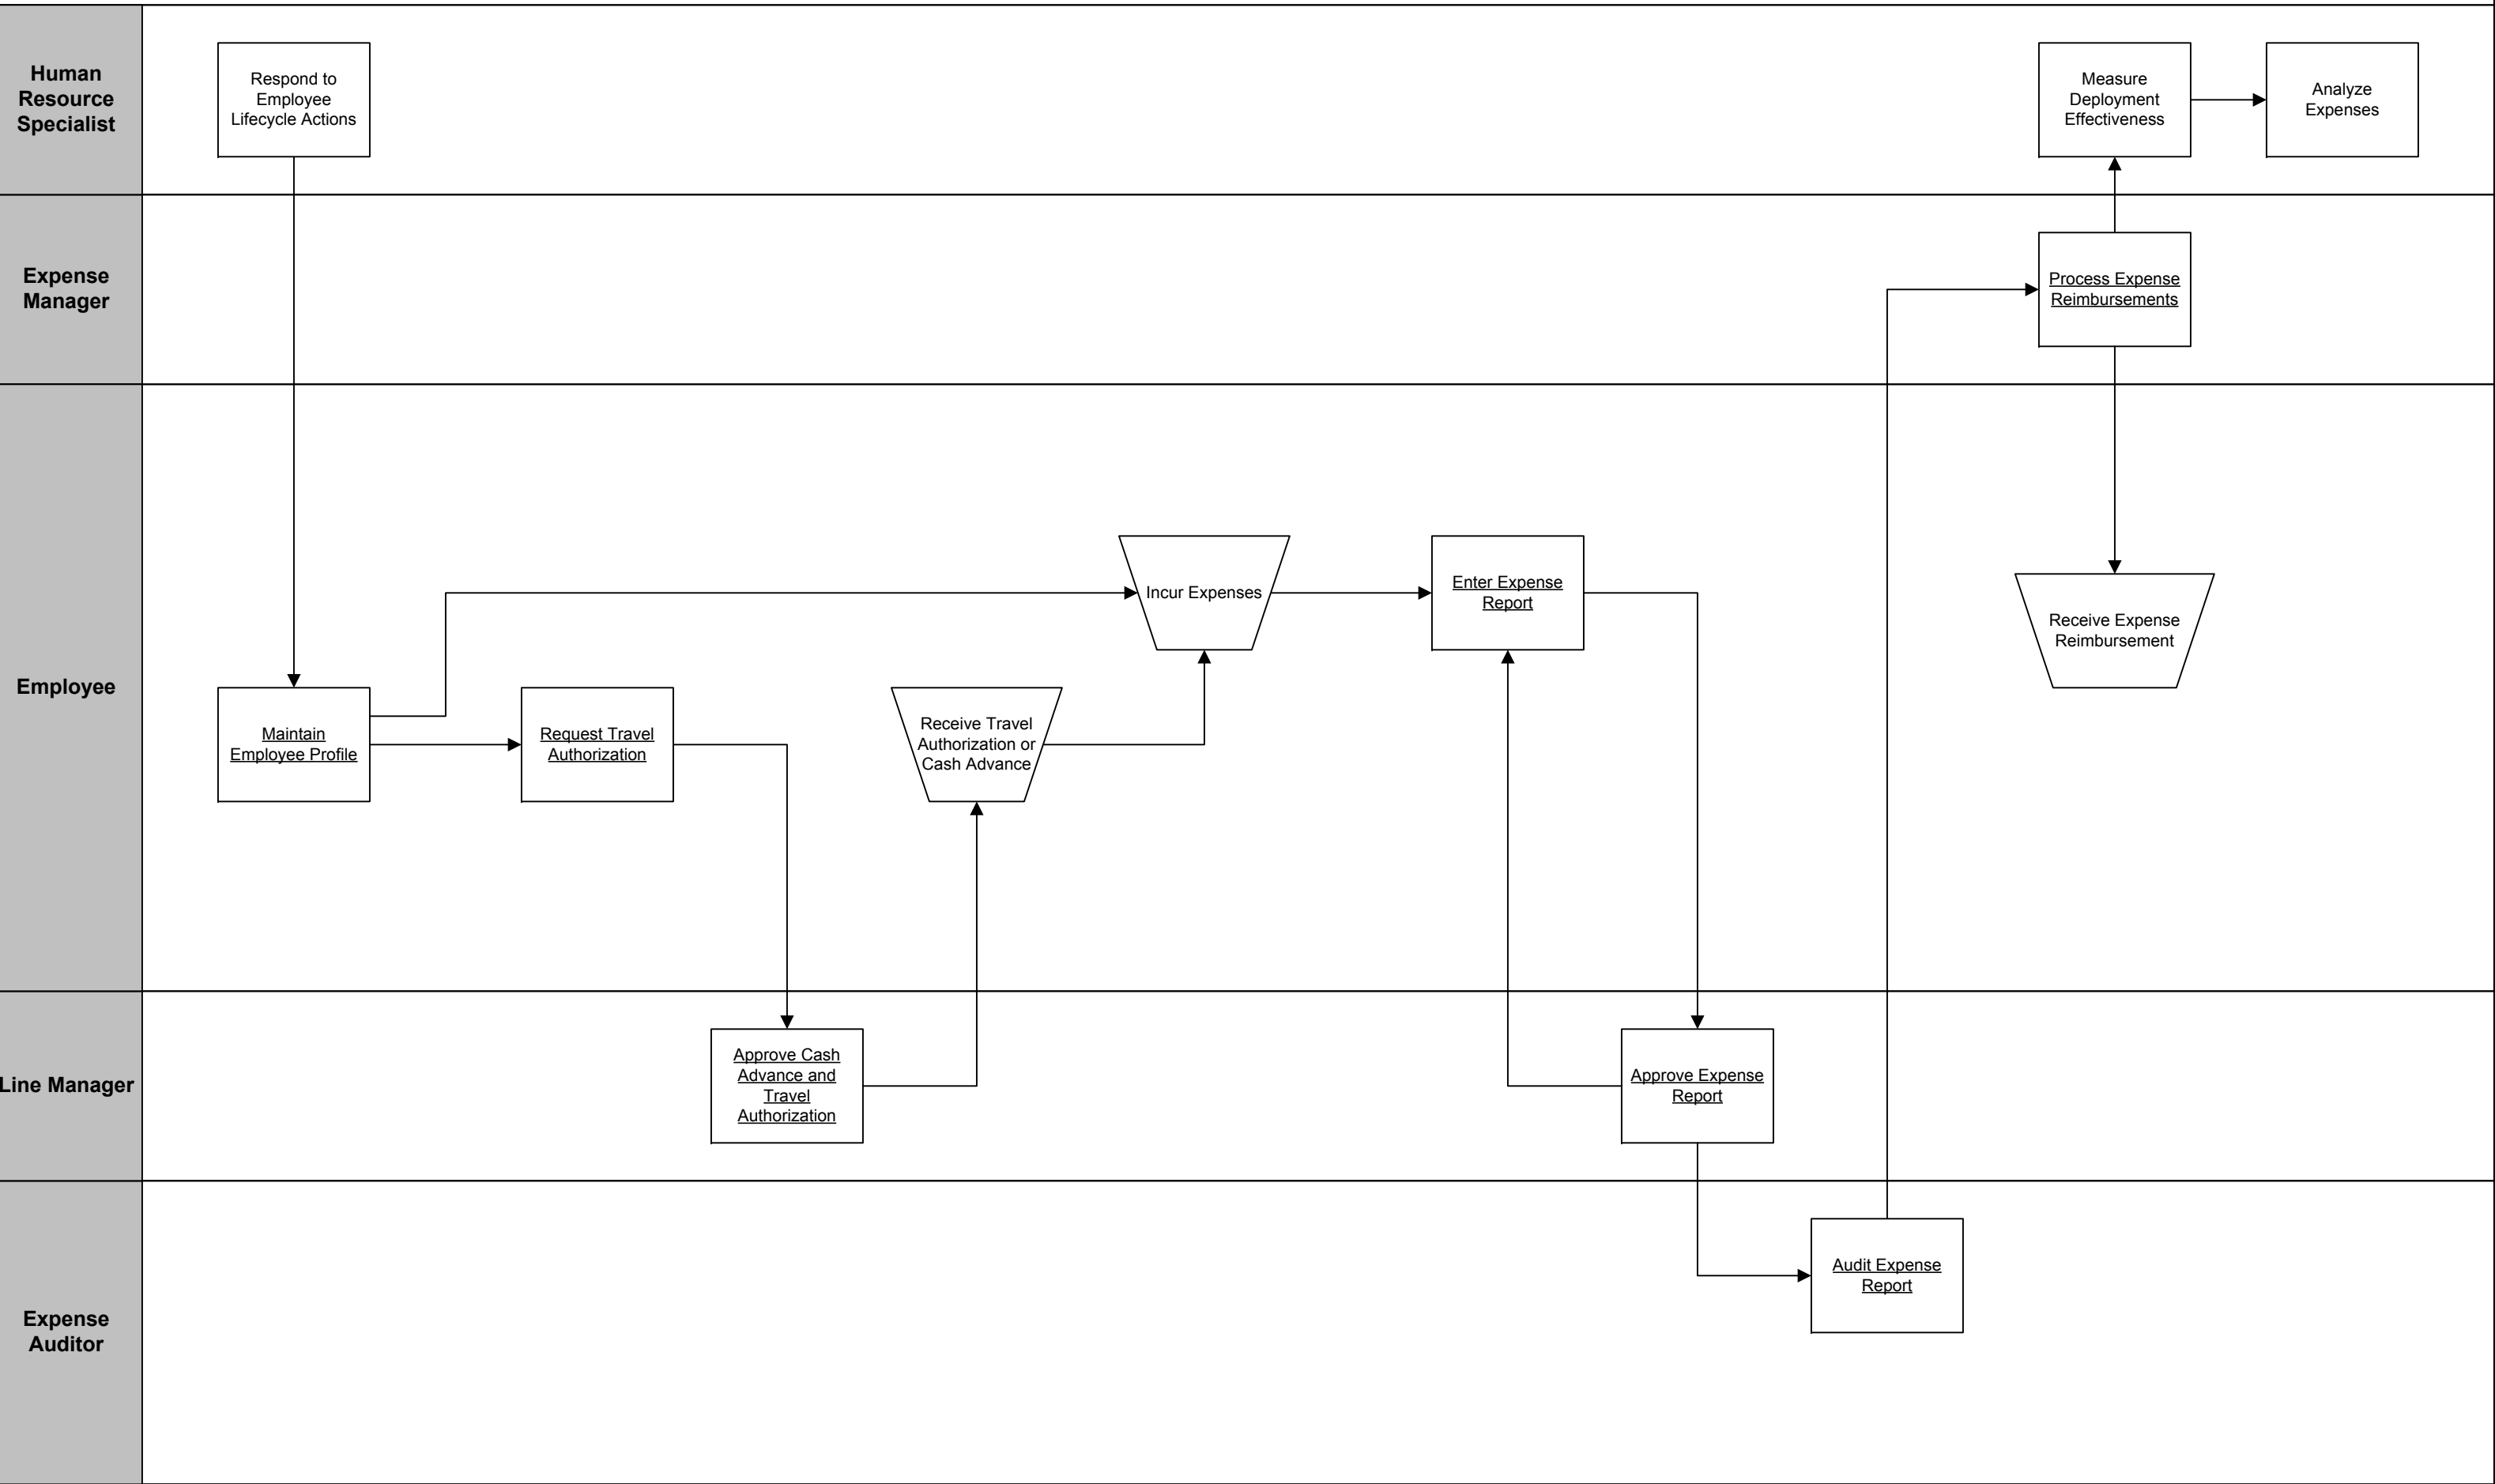 Human
Resource
Specialist
Respond to
Employee
Lifecycle Actions
Measure
Deployment
Effectiveness
Analyze
Expenses
Expense
Manager
Process Expense
Reimbursements
Employee
Maintain
Employee Profile
Request Travel
Authorization
Receive Travel
Authorization or
Cash Advance
Incur Expenses
Enter Expense
Report
Receive Expense
Reimbursement
Line Manager
Approve Cash
Advance and
Travel
Authorization
Approve Expense
Report
Expense
Auditor
Audit Expense
Report